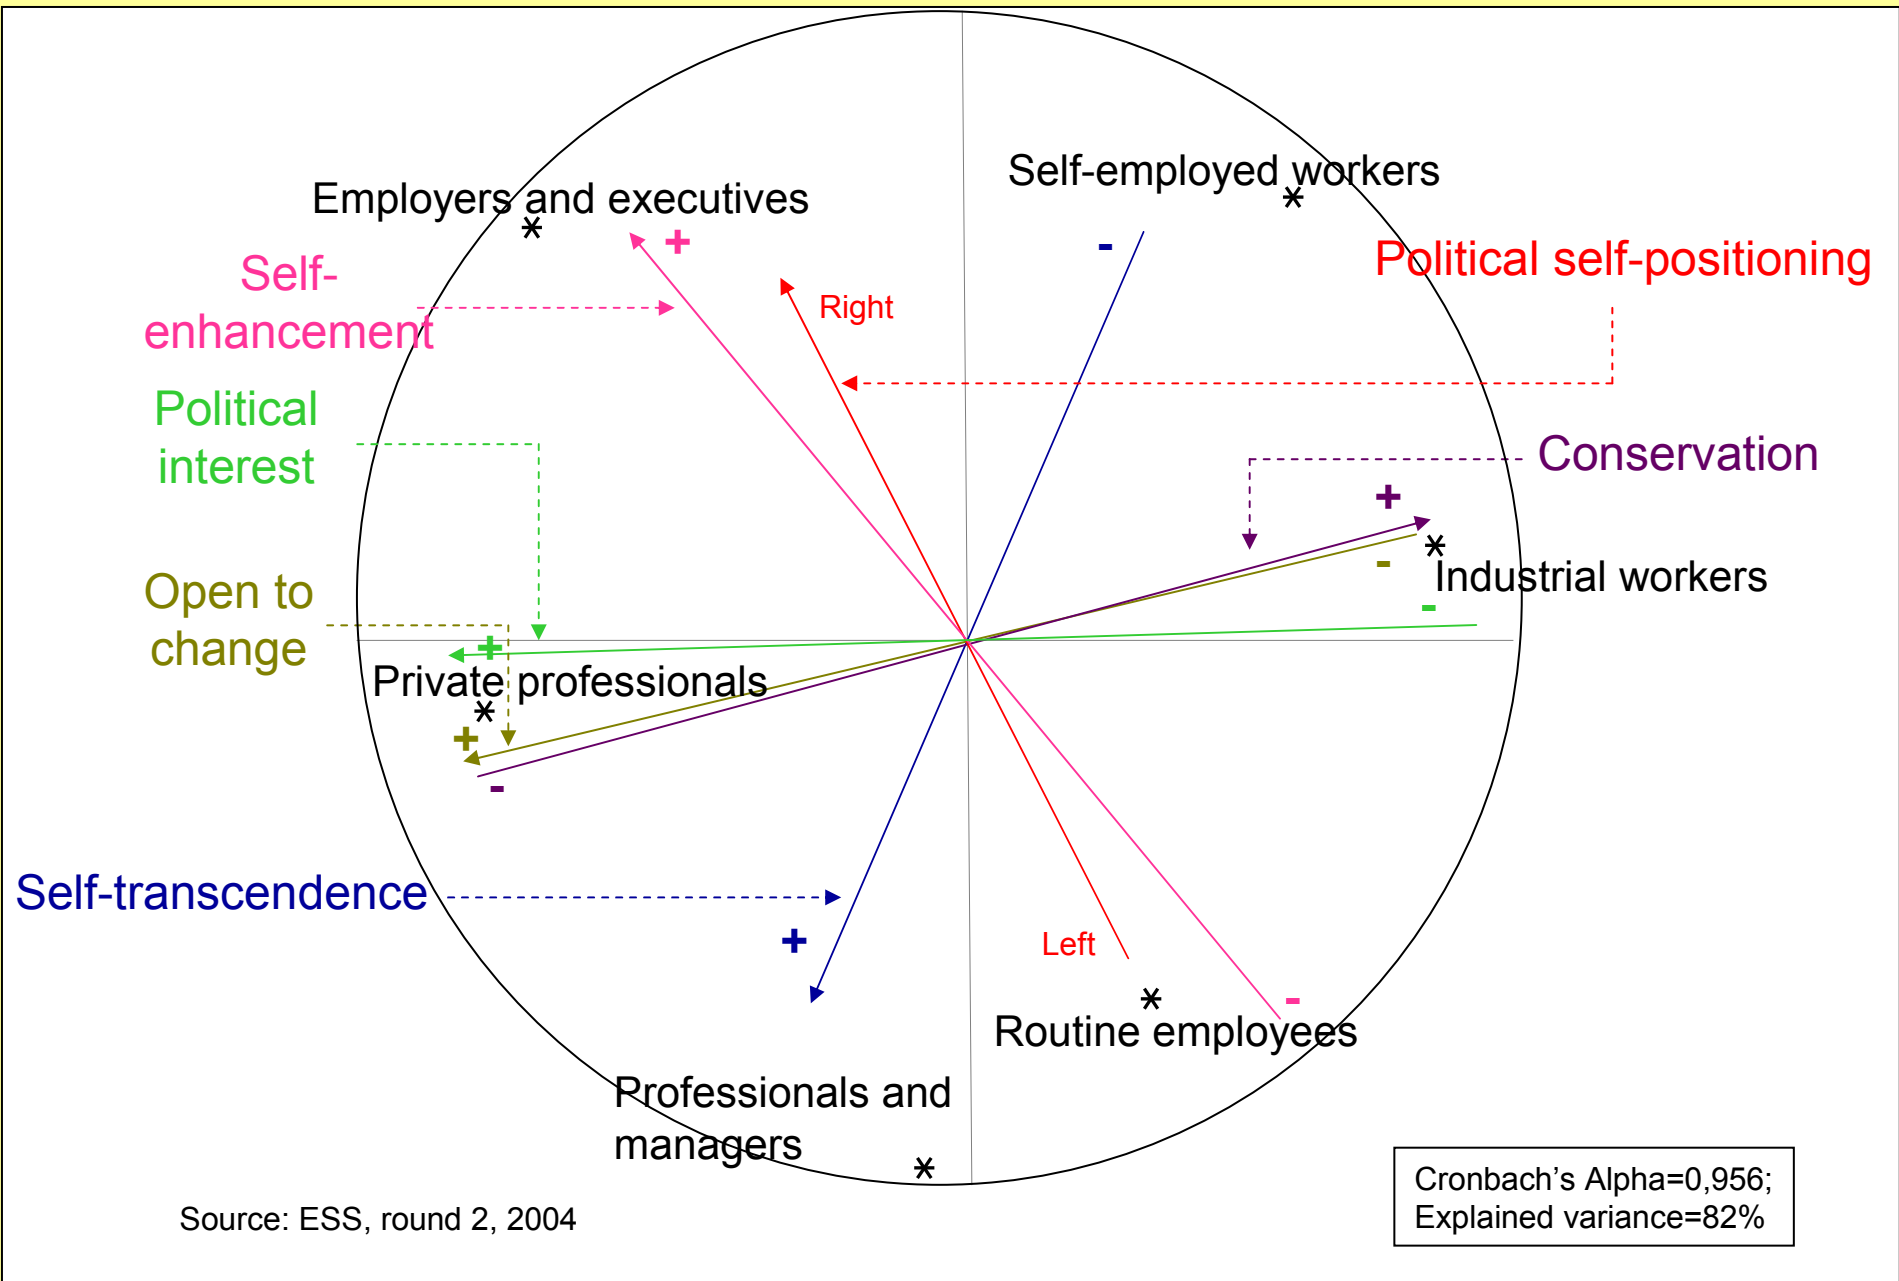 Self-employed workers
Employers and executives
-
+
Political self-positioning
Self-
enhancement
Right
Political
interest
Conservation
+
-
Industrial workers
Open to
change
-
+
Private professionals
+
-
Self-transcendence
+
Left
-
Routine employees
Professionals and
managers
Cronbach’s Alpha=0,956;
Explained variance=82%
Source: ESS, round 2, 2004